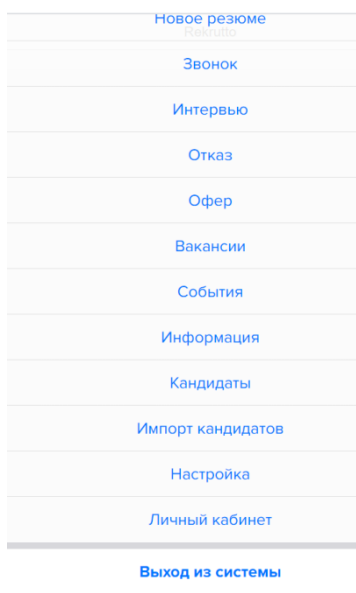 Новое резюме
Rekrutto
Звонок
Интервью
Отказ
Офер
Вакансии
События
Информация
Кандидаты
Импорт кандидатов
Настройка
Личный кабинет
Выход из системы